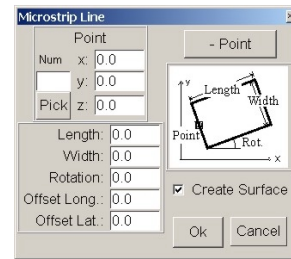 Microstrip Line
Point
Num x: 0.0
y: 0.0
Pick z: 0.0
- Point
y
Length
Width
Point
Rot.
x
Length: 0.0
Width: 0.0
Rotation: 0.0
Offset Long.: 0.0
Offset Lat.: 0.0
Create Surface
Ok Cancel